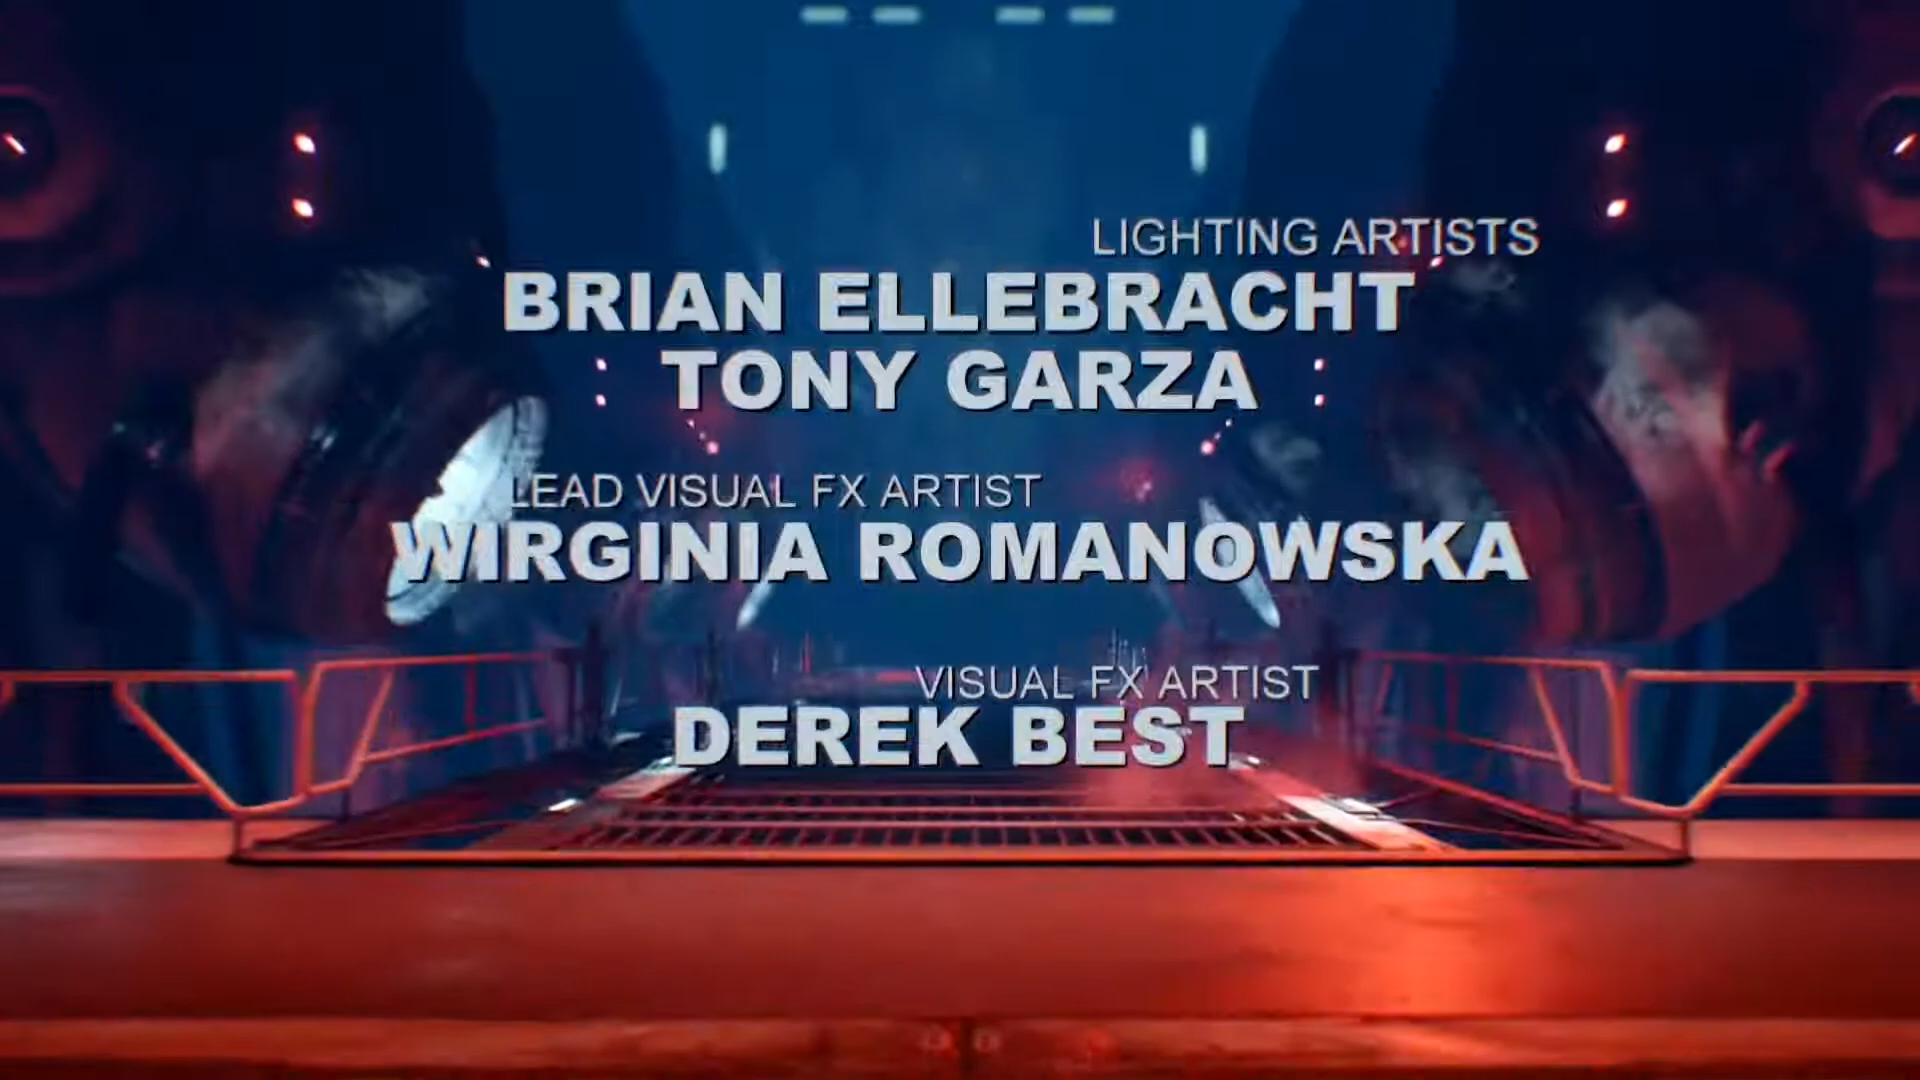 LIGHTING ARTISTS
BRIAN ELLEBRACHT
TONY GARZA
LEAD VISUAL FX ARTIST
WIRGINIA ROMANOWSKA
VISUAL FX ARTIST
DEREK BEST